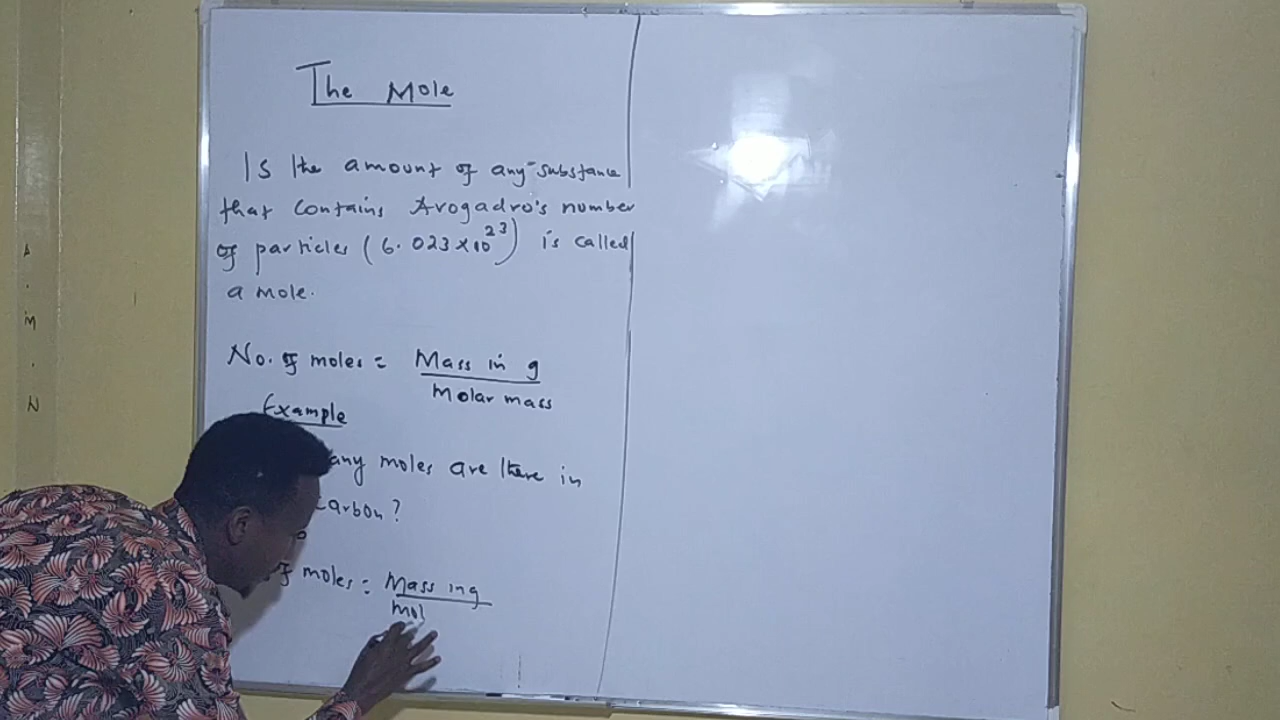 The Mole
Is the amount of any substance
that contains Avogadro's number
of particles (6.023×10²³) is called
a mole.
No. of moles = Mass in g
Molar mass
Example
any moles are there in
carbon?
of moles = Mass in g
mol
A
.
M
.
N